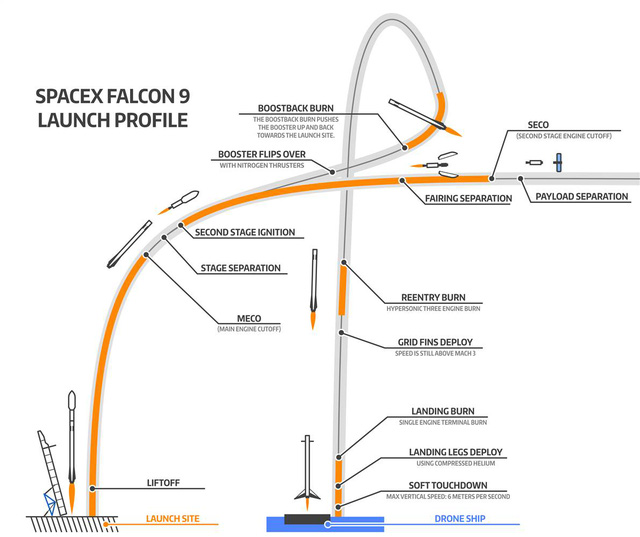 SPACEX FALCON 9
LAUNCH PROFILE
BOOSTBACK BURN
THE BOOSTBACK BURN PUSHES
THE BOOSTER UP AND BACK
TOWARDS THE LAUNCH SITE.
BOOSTER FLIPS OVER
WITH NITROGEN THRUSTERS
SECO
(SECOND STAGE ENGINE CUTOFF)
FAIRING SEPARATION
PAYLOAD SEPARATION
SECOND STAGE IGNITION
STAGE SEPARATION
MECO
(MAIN ENGINE CUTOFF)
REENTRY BURN
HYPERSONIC THREE ENGINE BURN
GRID FINS DEPLOY
SPEED IS STILL ABOVE MACH 3
LANDING BURN
SINGLE ENGINE TERMINAL BURN
LANDING LEGS DEPLOY
USING COMPRESSED HELIUM
SOFT TOUCHDOWN
MAX VERTICAL SPEED: 6 METERS PER SECOND
LIFTOFF
LAUNCH SITE
DRONE SHIP